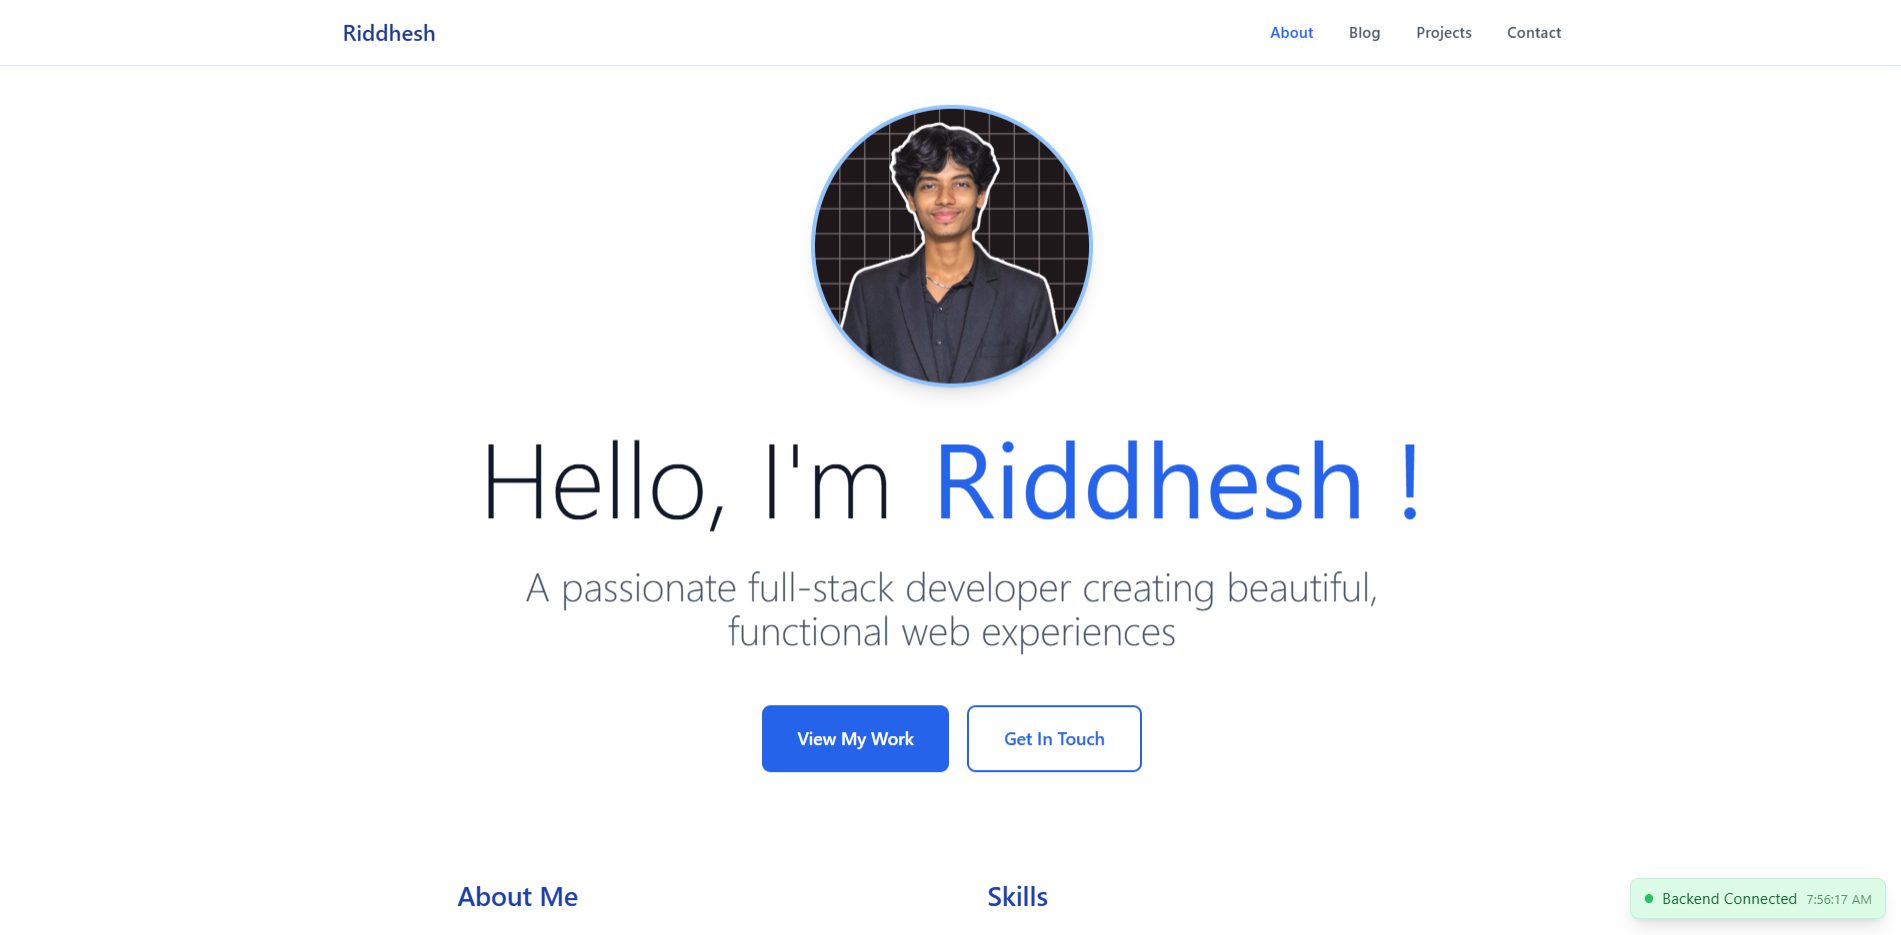 Riddhesh
About Blog Projects Contact
Hello, I'm Riddhesh !
A passionate full-stack developer creating beautiful,
functional web experiences
View My Work Get In Touch
About Me Skills
Backend Connected 7:56:17 AM